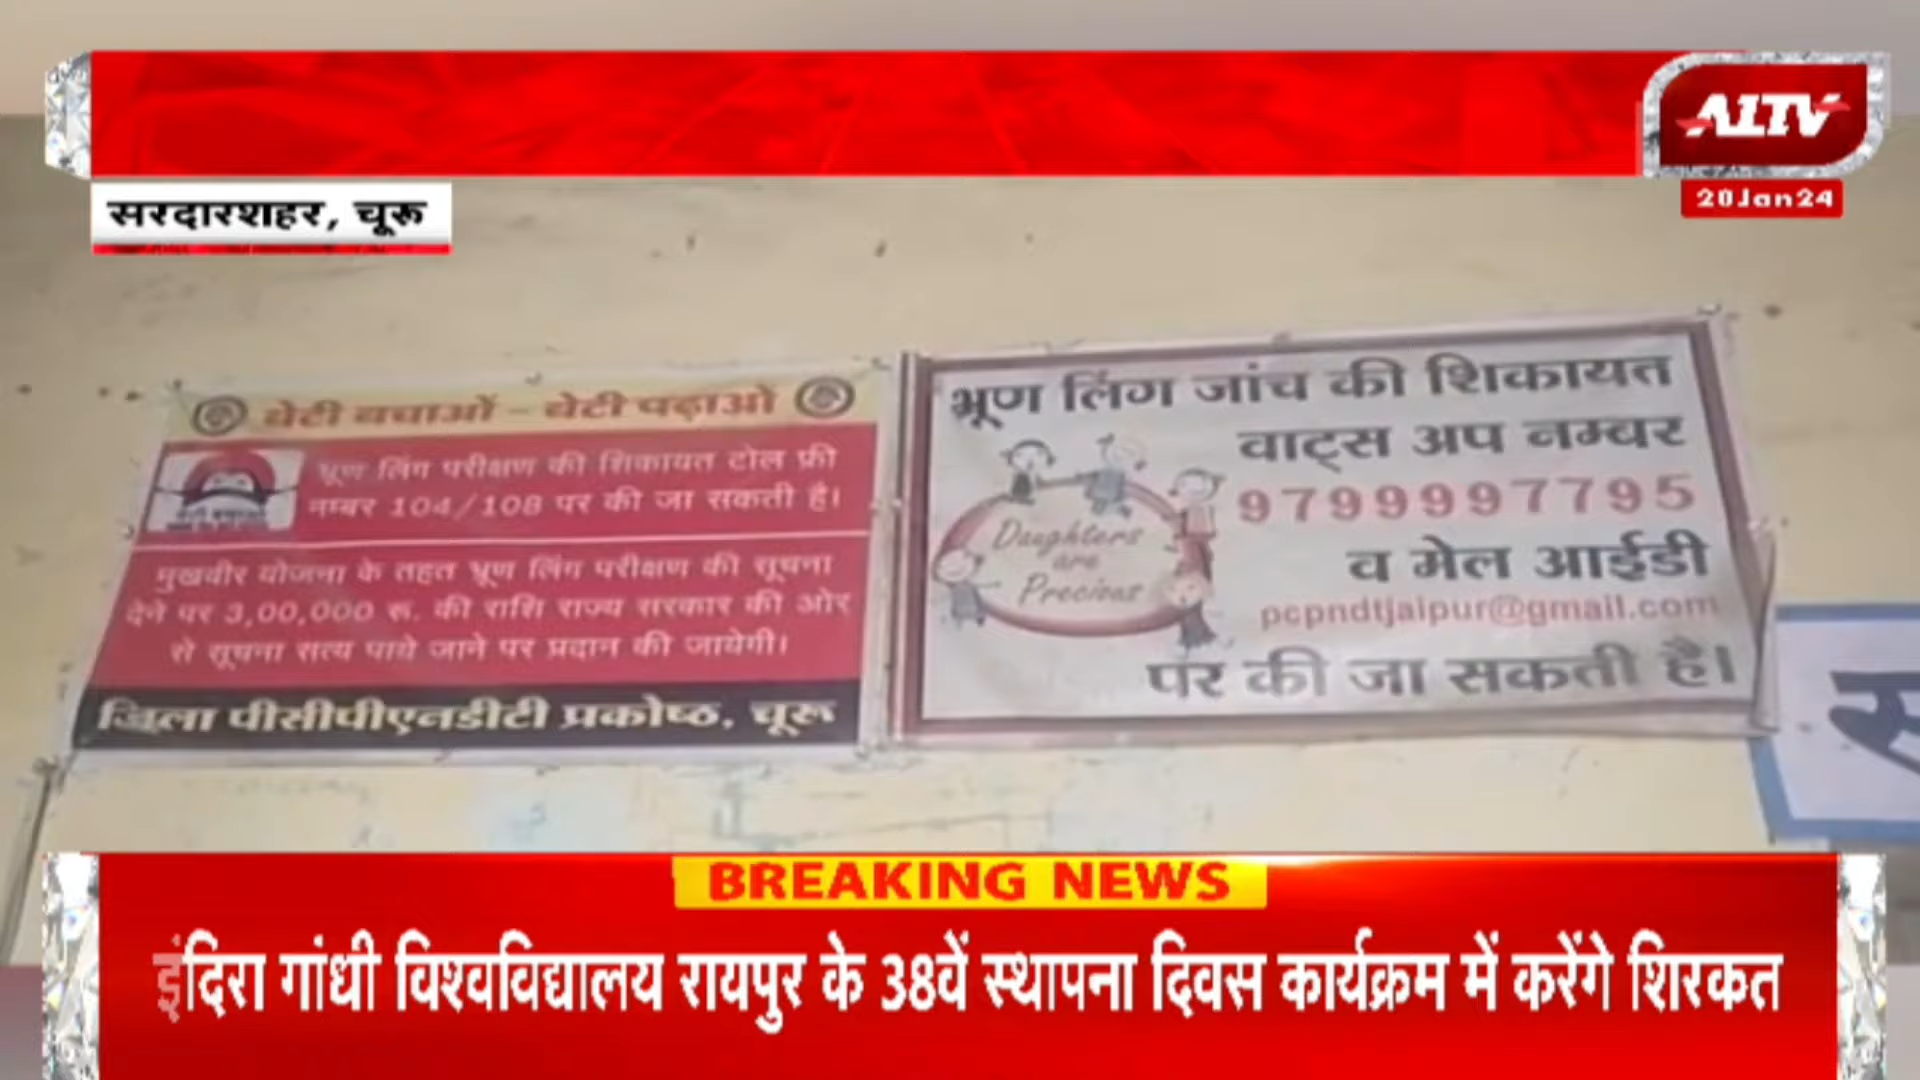 A1TV
20Jan24
सरदारशहर, चूरू
बेटी बचाओं - बेटी पढ़ाओं
भ्रूण लिंग परीक्षण की शिकायत टोल फ्री
नम्बर 104/108 पर की जा सकती है।
मुखबीर योजना के तहत भ्रूण लिंग परीक्षण की सूचना
देने पर 3,00,000 रू. की राशि राज्य सरकार की ओर
से सूचना सत्य पाये जाने पर प्रदान की जायेगी।
जिला पीसीपीएनडीटी प्रकोष्ठ, चूरू
भ्रूण लिंग जांच की शिकायत
वाट्स अप नम्बर
9799997795
व मेल आईडी
pcpndtjaipur@gmail.com
पर की जा सकती है।
Daughters
are
Precious
BREAKING NEWS
इंदिरा गांधी विश्वविद्यालय रायपुर के 38वें स्थापना दिवस कार्यक्रम में करेंगे शिरकत